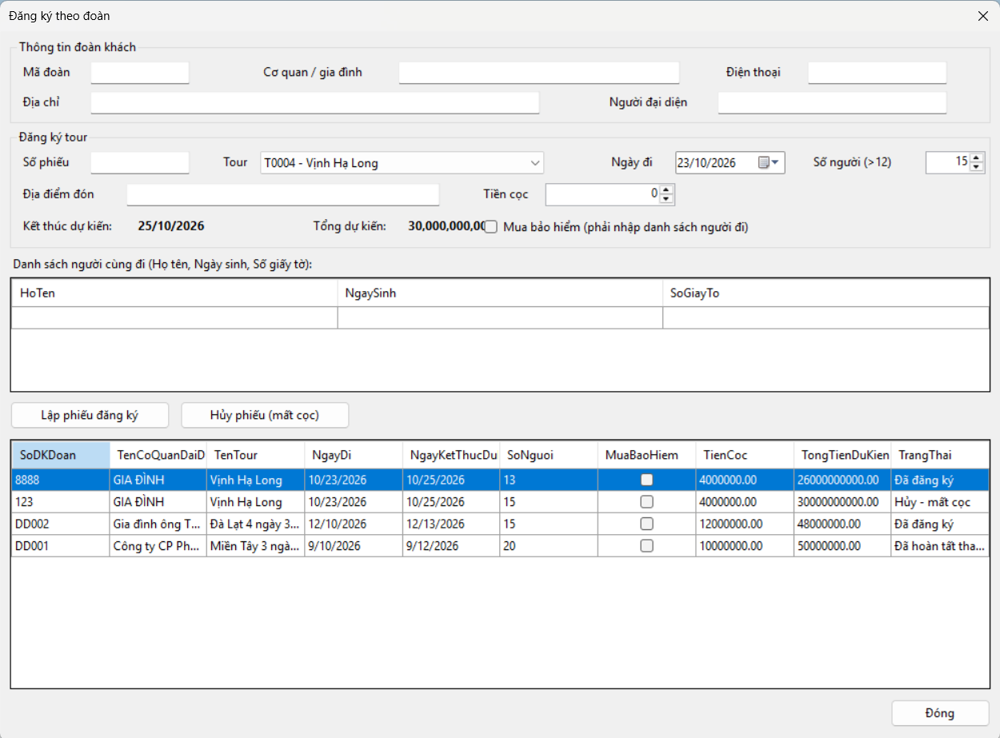 Đăng ký theo đoàn
Thông tin đoàn khách
Mã đoàn Cơ quan / gia đình Điện thoại
Địa chỉ Người đại diện
Đăng ký tour
Số phiếu Tour T0004 - Vịnh Hạ Long Ngày đi 23/10/2026 Số người (>12) 15
Địa điểm đón Tiền cọc 0
Kết thúc dự kiến: 25/10/2026 Tổng dự kiến: 30,000,000,00 Mua bảo hiểm (phải nhập danh sách người đi)
Danh sách người cùng đi (Họ tên, Ngày sinh, Số giấy tờ):
HoTen NgaySinh SoGiayTo
Lập phiếu đăng ký Hủy phiếu (mất cọc)
SoDKDoan TenCoQuanDaiD TenTour NgayDi NgayKetThucDu SoNguoi MuaBaoHiem TienCoc TongTienDuKien TrangThai
8888 GIA ĐÌNH Vịnh Hạ Long 10/23/2026 10/25/2026 13 4000000.00 26000000000.00 Đã đăng ký
123 GIA ĐÌNH Vịnh Hạ Long 10/23/2026 10/25/2026 15 4000000.00 30000000000.00 Hủy - mất cọc
DD002 Gia đình ông T... Đà Lạt 4 ngày 3... 12/10/2026 12/13/2026 15 12000000.00 48000000.00 Đã đăng ký
DD001 Công ty CP Ph... Miền Tây 3 ngà... 9/10/2026 9/12/2026 20 10000000.00 50000000.00 Đã hoàn tất tha...
Đóng